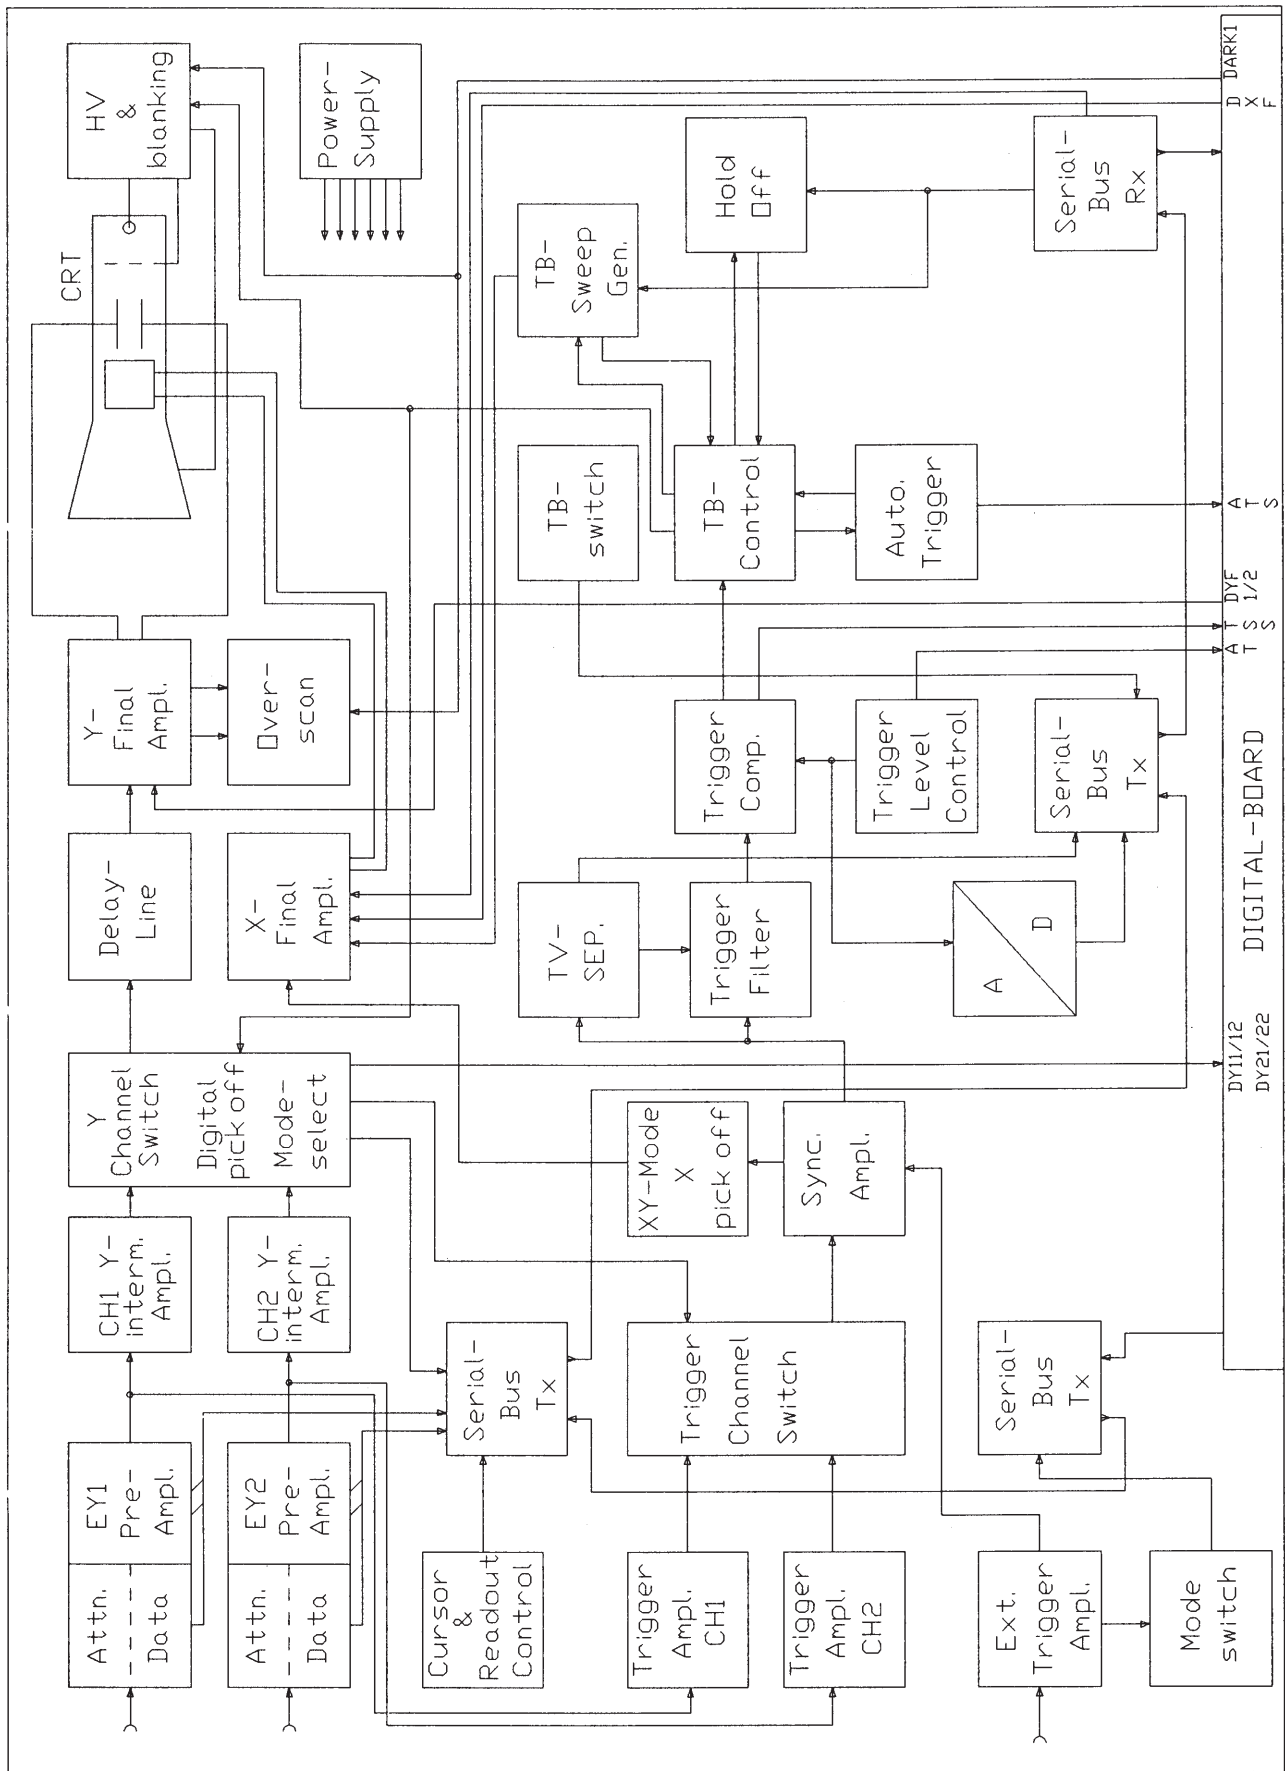 Attn.
Data
EY1
Pre-
Ampl.
CH1 Y-
interm.
Ampl.
Y
Channel
Switch
Digital
pick off
Mode-
select
Delay-
Line
Y-
Final
Ampl.
CRT
HV
&
blanking
Attn.
Data
EY2
Pre-
Ampl.
CH2 Y-
interm.
Ampl.
X-
Final
Ampl.
Over-
scan
Power-
Supply
Cursor
&
Readout
Control
Serial-
Bus
Tx
TV-
SEP.
TB-
switch
TB-
Sweep
Gen.
Trigger
Ampl.
CH1
Trigger
Ampl.
CH2
Trigger
Channel
Switch
XY-Mode
X
pick off
Sync.
Ampl.
Trigger
Filter
Trigger
Comp.
TB-
Control
Hold
Off
Trigger
Level
Control
Auto.
Trigger
Ext.
Trigger
Ampl.
Mode
switch
Serial-
Bus
Tx
A
D
Serial-
Bus
Tx
Serial-
Bus
Rx
DY11/12
DY21/22
DIGITAL-BOARD
A
T
S
T
S
S
DYF
1/2
A
T
S
D
X
F
DARK1